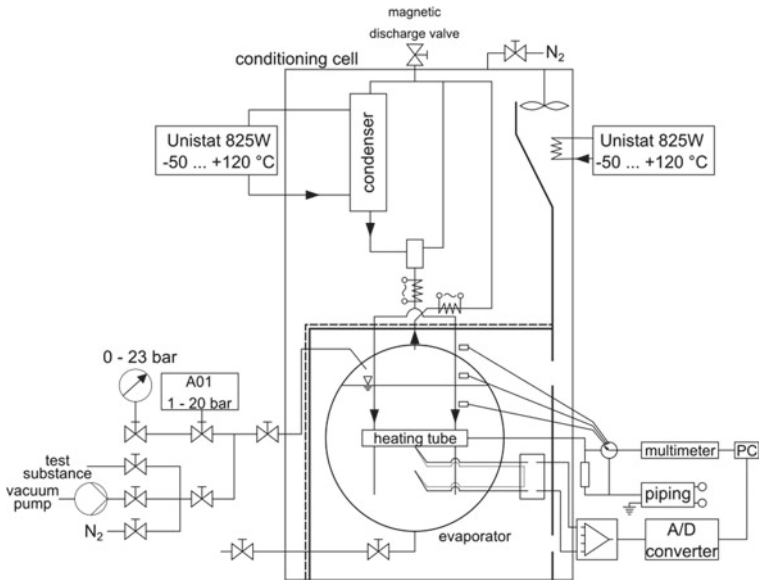 magnetic
discharge valve
N₂
conditioning cell
Unistat 825W
-50 ... +120 °C
condenser
Unistat 825W
-50 ... +120 °C
0 - 23 bar
A01
1 - 20 bar
heating tube
test
substance
vacuum
pump
N₂
multimeter
PC
piping
evaporator
A/D
converter